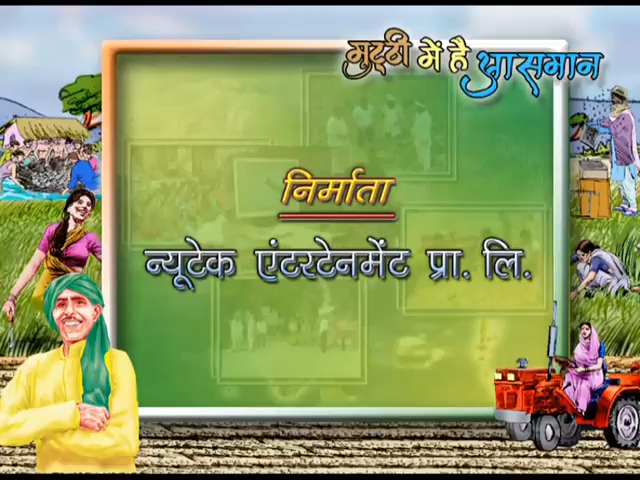 मुट्ठी में है आसमान
निर्माता
न्यूटेक एंटरटेनमेंट प्रा. लि.